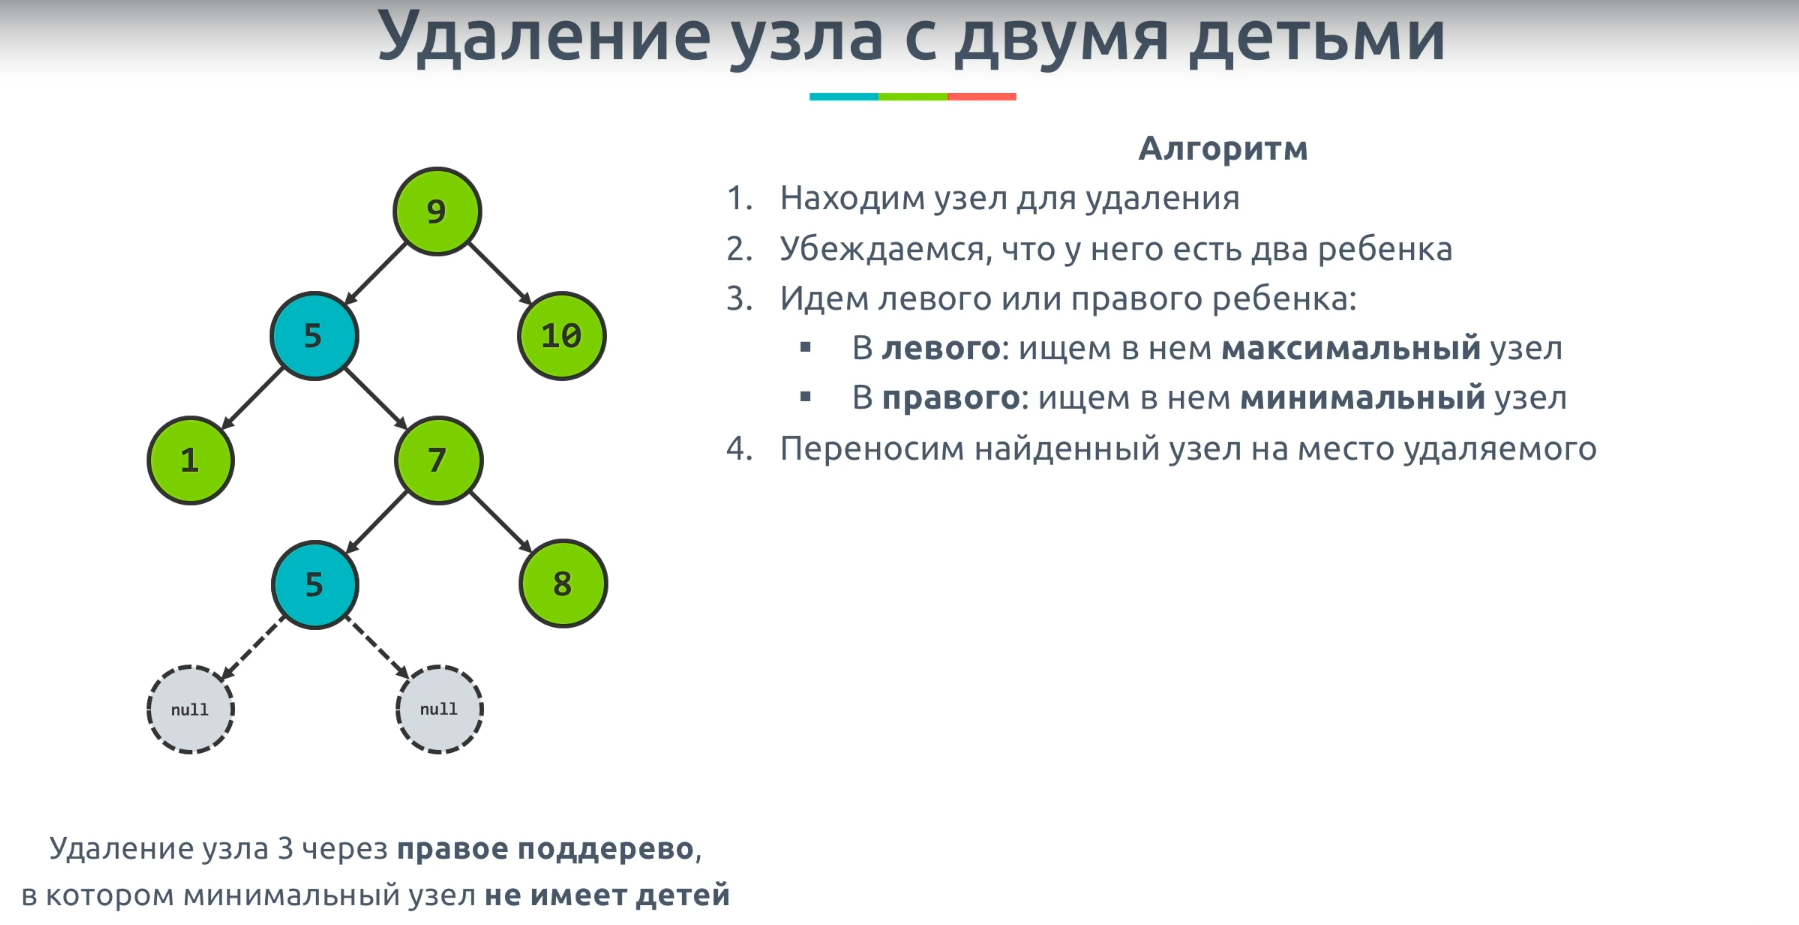 Удаление узла с двумя детьми
9
5
10
1
7
5
8
null
null
Удаление узла 3 через правое поддерево,
в котором минимальный узел не имеет детей
Алгоритм
1. Находим узел для удаления
2. Убеждаемся, что у него есть два ребенка
3. Идем левого или правого ребенка:
▪ В левого: ищем в нем максимальный узел
▪ В правого: ищем в нем минимальный узел
4. Переносим найденный узел на место удаляемого